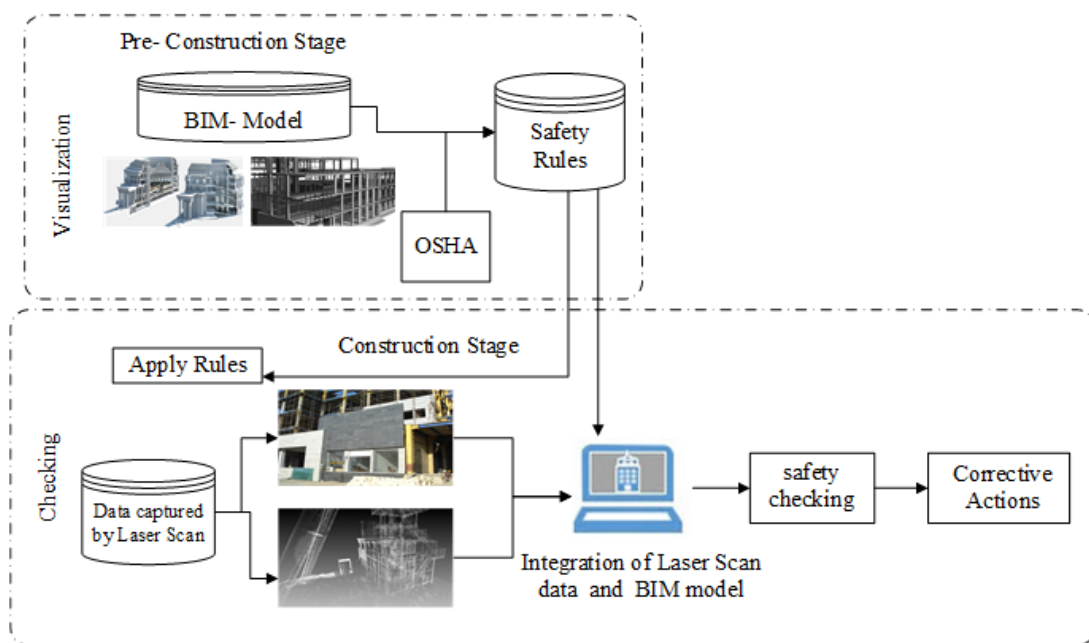 Pre- Construction Stage
Visualization
BIM- Model
Safety
Rules
OSHA
Construction Stage
Apply Rules
Checking
Data captured
by Laser Scan
Integration of Laser Scan
data and BIM model
safety
checking
Corrective
Actions